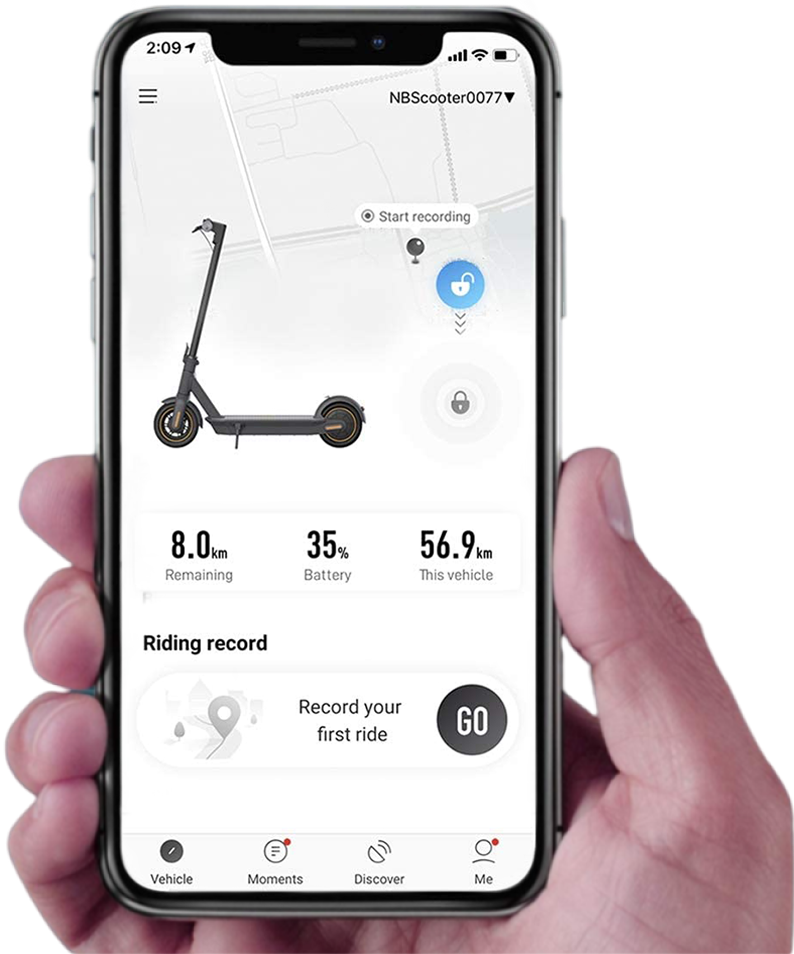 2:09
NBScooter0077▼
Start recording
8.0km
35%
56.9km
Remaining
Battery
This vehicle
Riding record
Record your
first ride
GO
Vehicle
Moments
Discover
Me